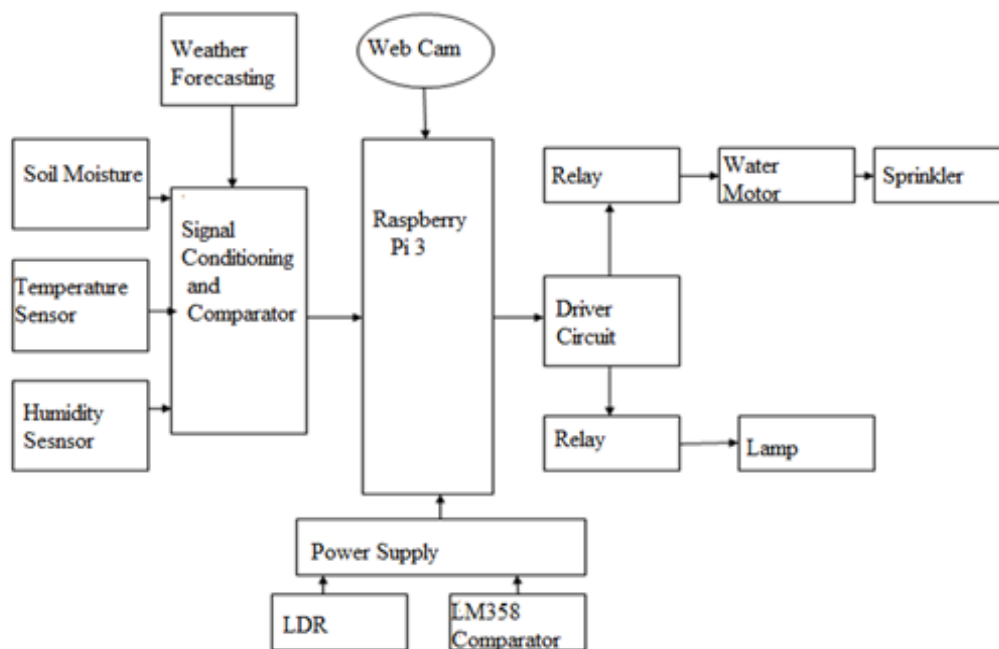 Weather
Forecasting
Web Cam
Soil Moisture
Temperature
Sensor
Humidity
Sesnsor
Signal
Conditioning
and
Comparator
Raspberry
Pi 3
Relay
Water
Motor
Sprinkler
Driver
Circuit
Relay
Lamp
Power Supply
LDR
LM358
Comparator